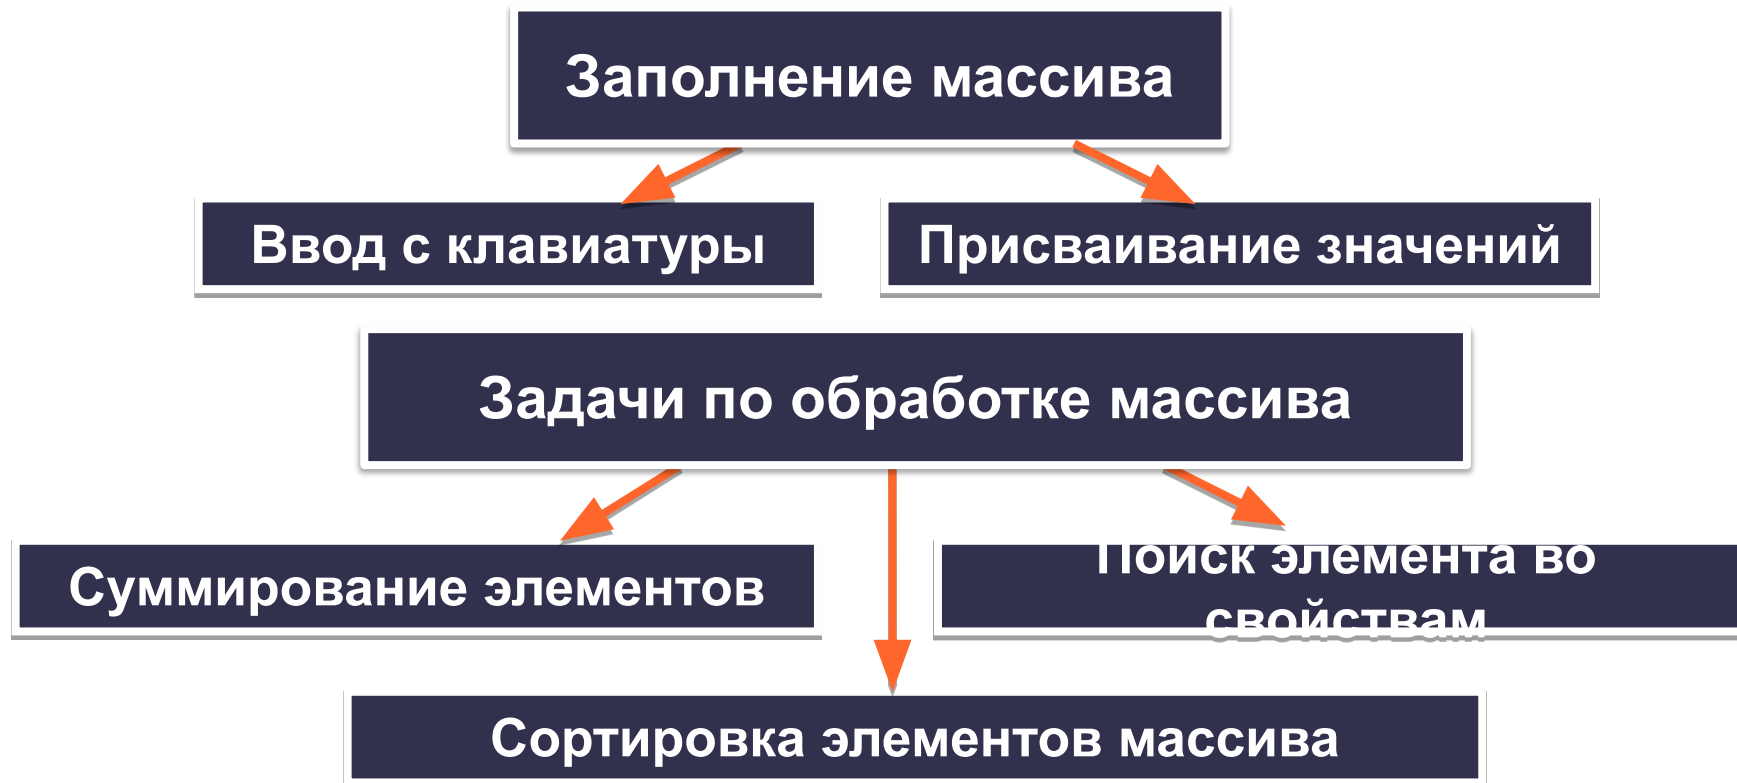 Заполнение массива
Ввод с клавиатуры
Присваивание значений
Задачи по обработке массива
Суммирование элементов
Поиск элемента во
свойствам
Сортировка элементов массива